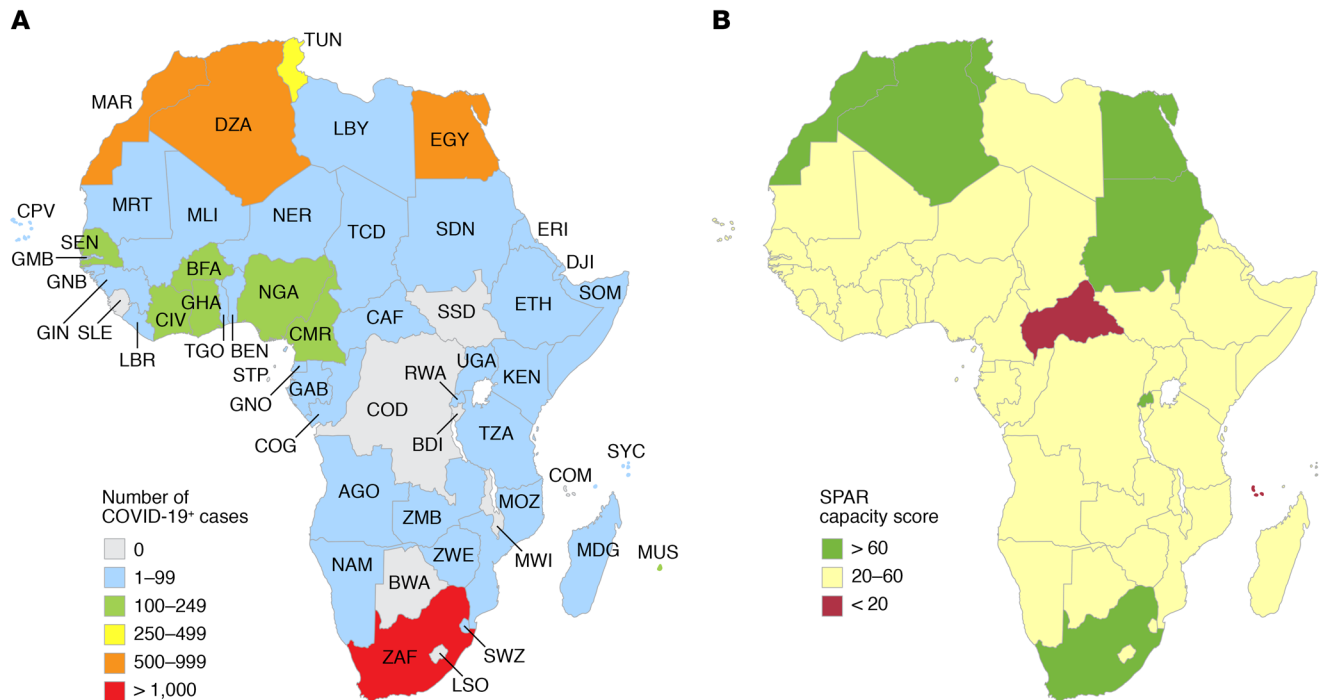 A
TUN
MAR
DZA
LBY
EGY
CPV
MRT
MLI
NER
TCD
SDN
ERI
SEN
GMB
BFA
DJI
GNB
NGA
GHA
ETH
SOM
CIV
SSD
GIN
SLE
CAF
CMR
LBR
TGO
BEN
UGA
STP
RWA
KEN
GAB
GNO
COD
COG
BDI
TZA
SYC
COM
AGO
MOZ
ZMB
MWI
MDG
MUS
ZWE
NAM
BWA
ZAF
SWZ
LSO
Number of
COVID-19+ cases
0
1–99
100–249
250–499
500–999
> 1,000
B
SPAR
capacity score
> 60
20–60
< 20